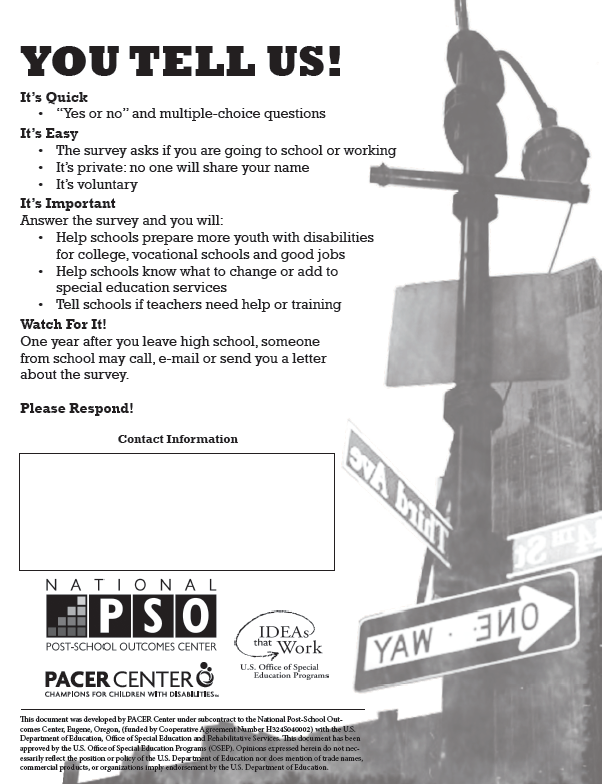 YOU TELL US!
It's Quick
• “Yes or no” and multiple-choice questions
It's Easy
• The survey asks if you are going to school or working
• It's private: no one will share your name
• It's voluntary
It's Important
Answer the survey and you will:
• Help schools prepare more youth with disabilities
for college, vocational schools and good jobs
• Help schools know what to change or add to
special education services
• Tell schools if teachers need help or training
Watch For It!
One year after you leave high school, someone
from school may call, e-mail or send you a letter
about the survey.
Please Respond!
Contact Information
Third Ave
14TH St
ONE WAY
NATIONAL
PSO
POST-SCHOOL OUTCOMES CENTER
IDEAs
that Work
U.S. Office of Special
Education Programs
PACER CENTER
CHAMPIONS FOR CHILDREN WITH DISABILITIES
This document was developed by PACER Center under subcontract to the National Post-School Out-
comes Center, Eugene, Oregon, (funded by Cooperative Agreement Number H324S040002) with the U.S.
Department of Education, Office of Special Education and Rehabilitative Services. This document has been
approved by the U.S. Office of Special Education Programs (OSEP). Opinions expressed herein do not nec-
essarily reflect the position or policy of the U.S. Department of Education nor does mention of trade names,
commercial products, or organizations imply endorsement by the U.S. Department of Education.